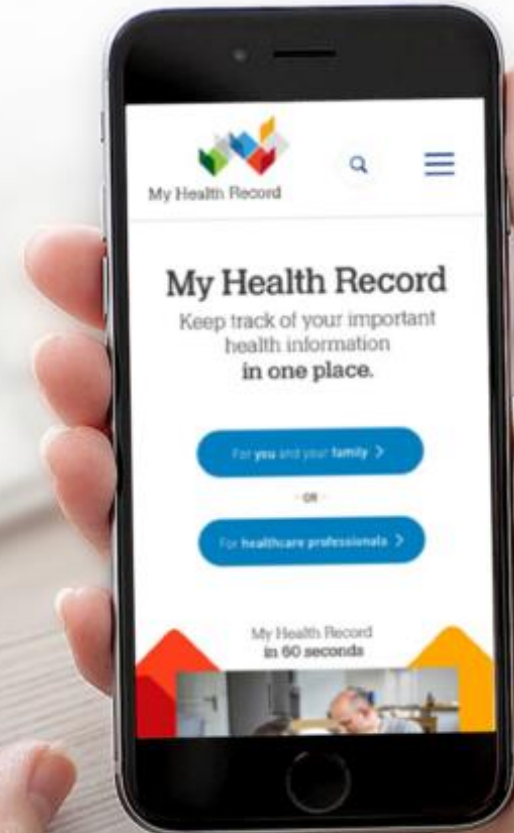 My Health Record
My Health Record
Keep track of your important
health information
in one place.
For you and your family >
- OR -
For healthcare professionals >
My Health Record
in 60 seconds